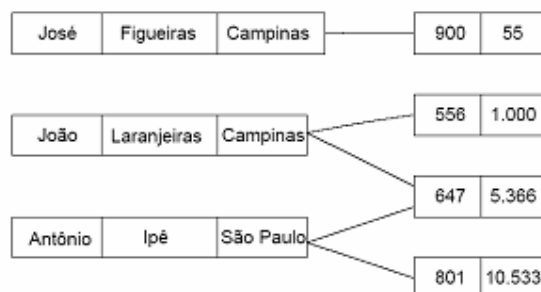 José Figueiras Campinas 900 55
556 1.000
João Laranjeiras Campinas
647 5.366
Antônio Ipê São Paulo
801 10.533